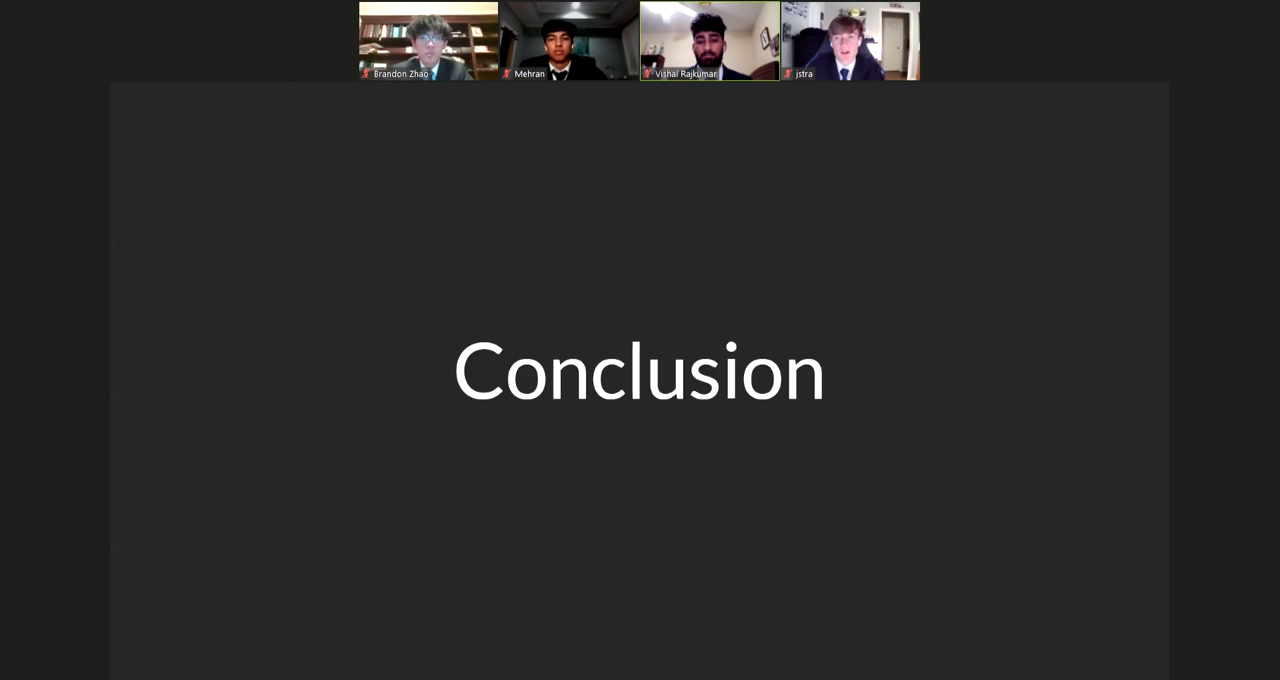 Brandon Zhao
Mehran
Vishal Rajkumar
jstra
Conclusion